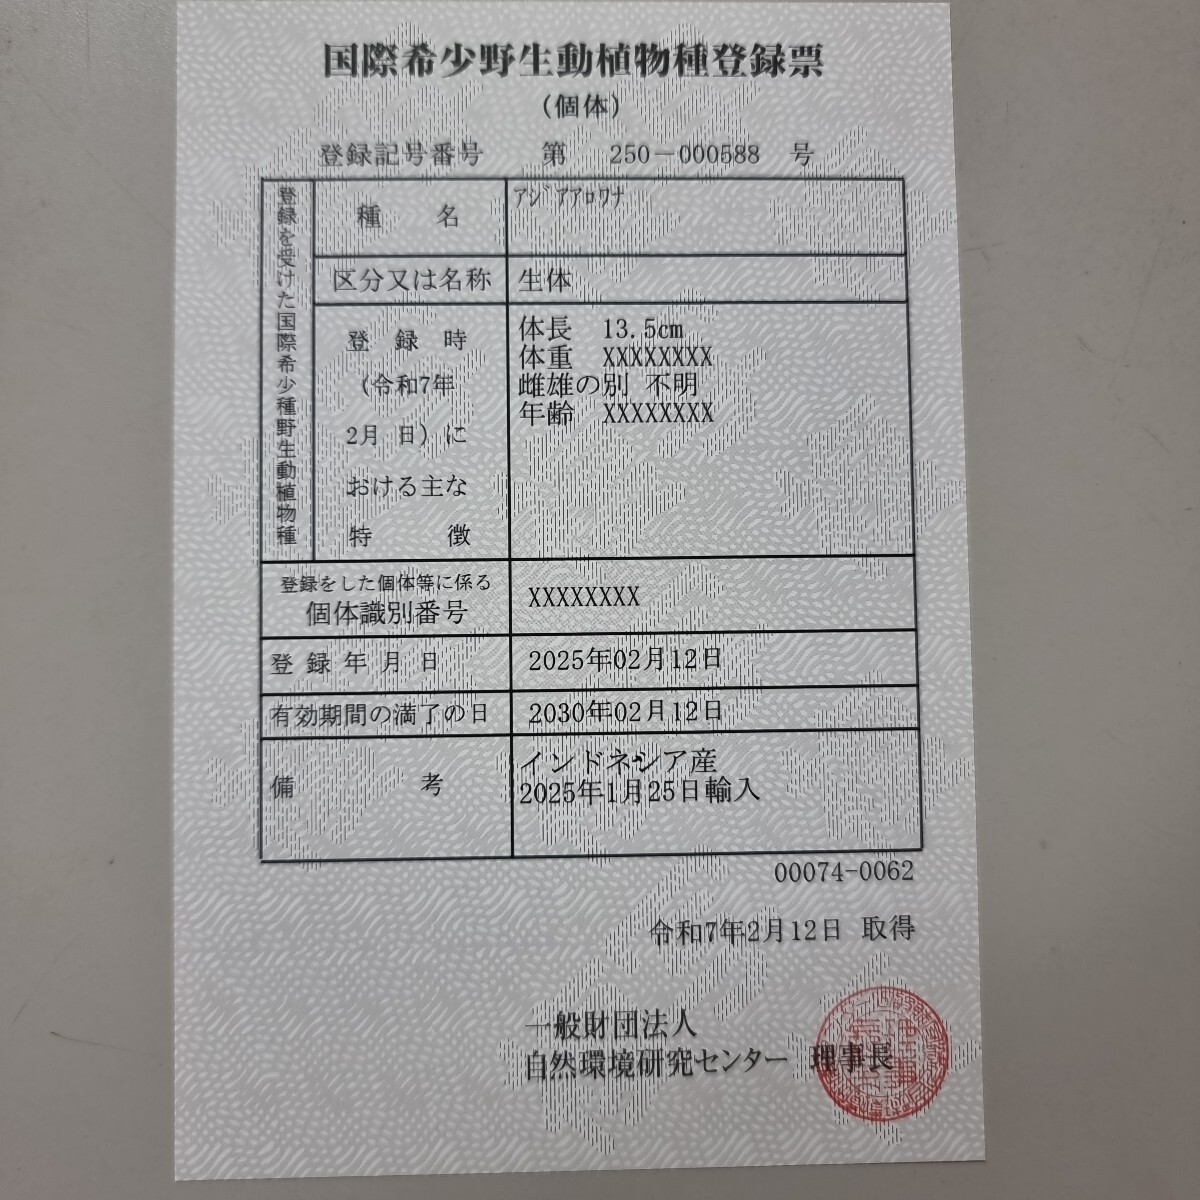 国際希少野生動植物種登録票
(個体)
登録記号番号 第 250-000588 号
登録を受けた国際希少種野生動植物種
種 名
ｱｼﾞｱｱﾛﾜﾅ
区分又は名称
生体
登 録 時
(令和7年
2月 日)に
おける主な
特 徴
体長 13.5cm
体重 XXXXXXXX
雌雄の別 不明
年齢 XXXXXXXX
登録をした個体等に係る
個体識別番号
XXXXXXXX
登 録 年 月 日
2025年02月12日
有効期間の満了の日
2030年02月12日
備 考
インドネシア産
2025年1月25日輸入
00074-0062
令和7年2月12日 取得
一般財団法人
自然環境研究センター 理事長